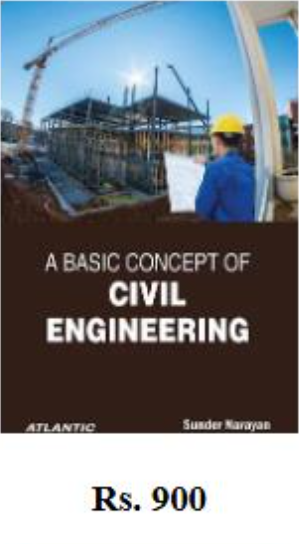 A BASIC CONCEPT OF
CIVIL
ENGINEERING
ATLANTIC Sunder Narayan
Rs. 900